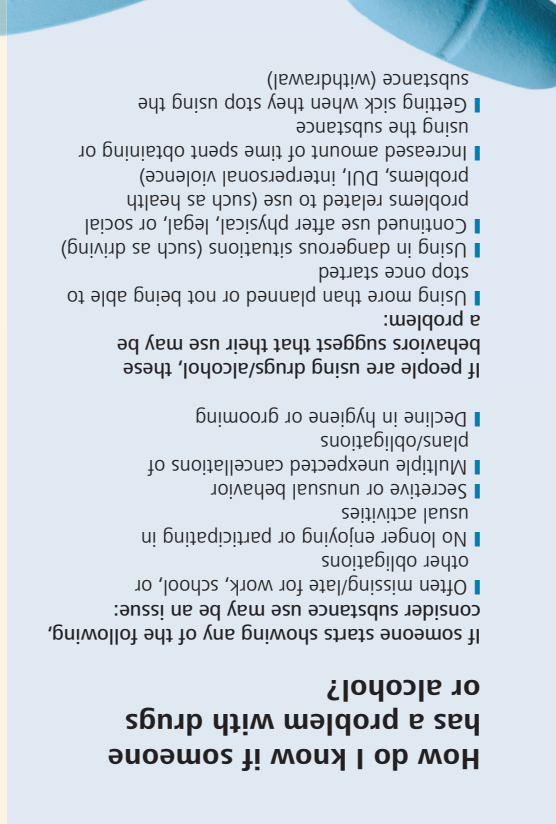 How do I know if someone
has a problem with drugs
or alcohol?
If someone starts showing any of the following,
consider substance use may be an issue:
Often missing/late for work, school, or
other obligations
No longer enjoying or participating in
usual activities
Secretive or unusual behavior
Multiple unexpected cancellations of
plans/obligations
Decline in hygiene or grooming
If people are using drugs/alcohol, these
behaviors suggest that their use may be
a problem:
Using more than planned or not being able to
stop once started
Using in dangerous situations (such as driving)
Continued use after physical, legal, or social
problems related to use (such as health
problems, DUI, interpersonal violence)
Increased amount of time spent obtaining or
using the substance
Getting sick when they stop using the
substance (withdrawal)